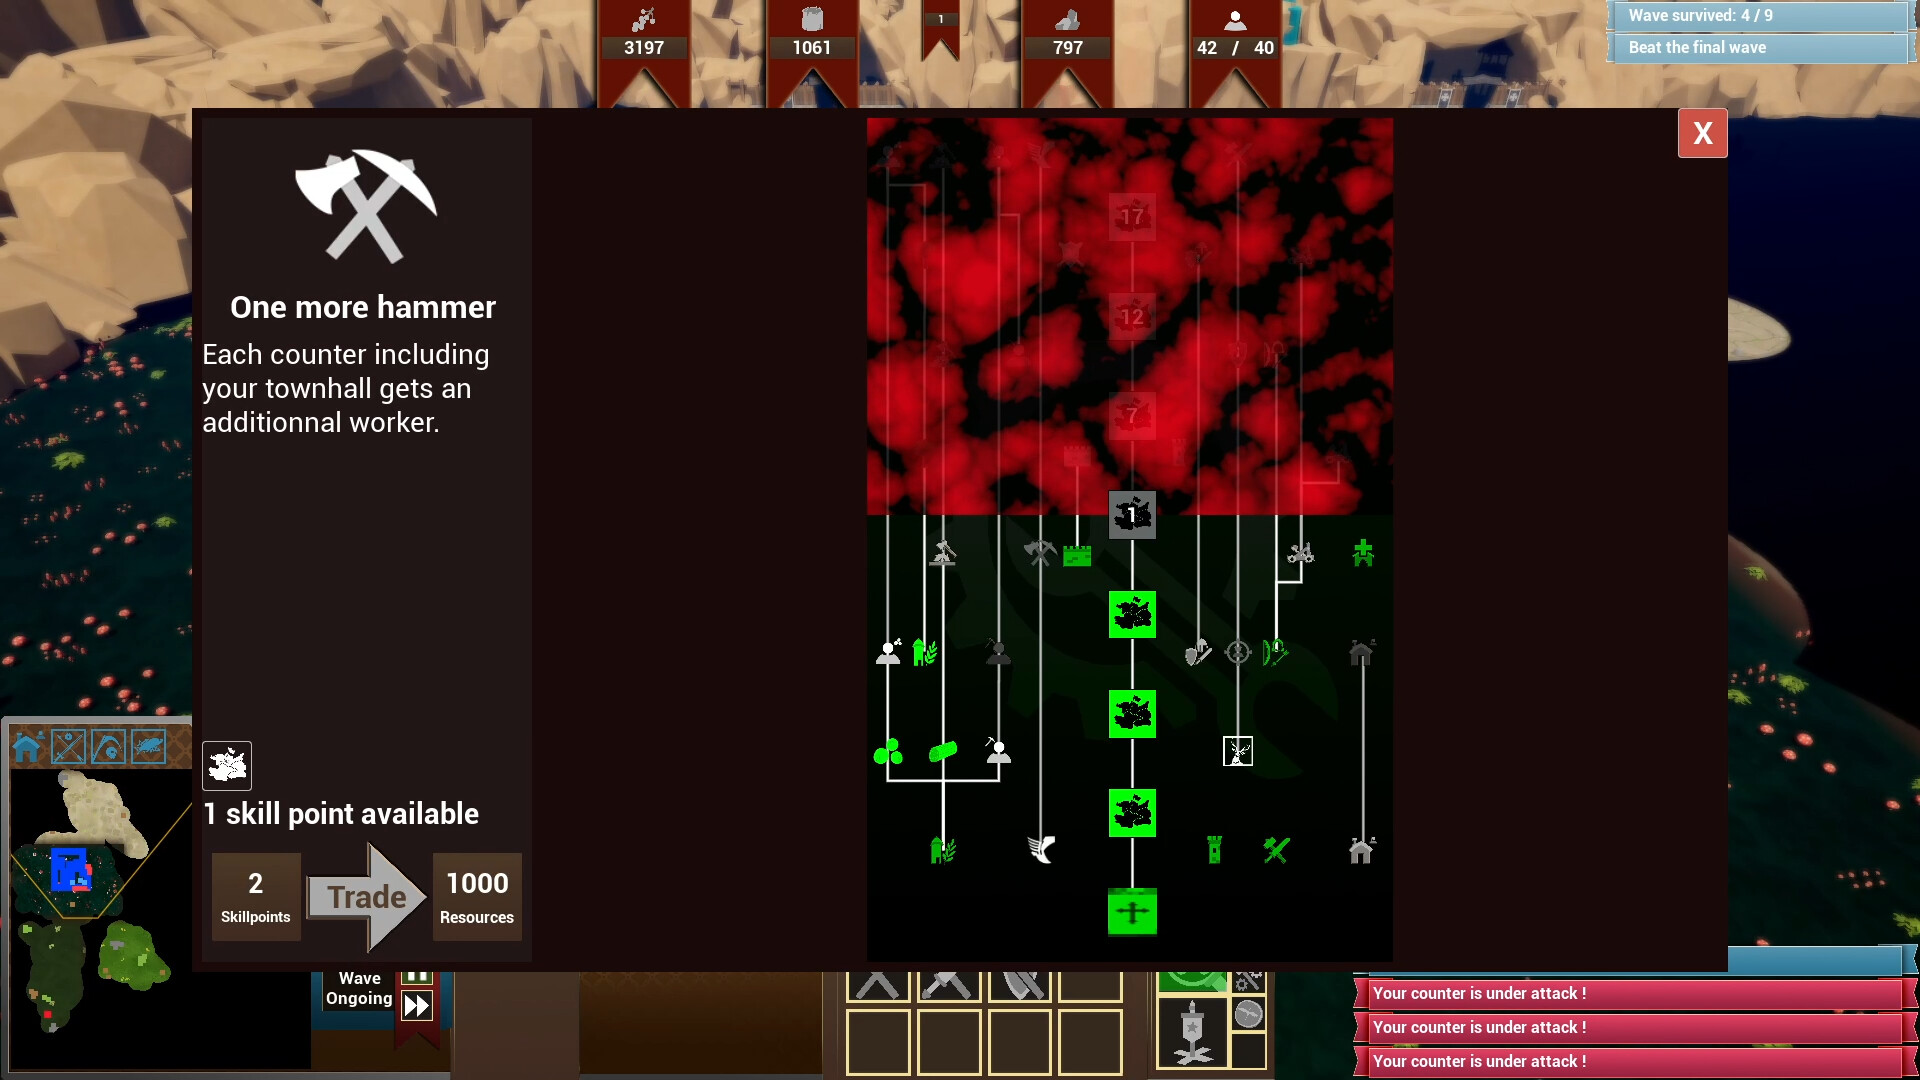 3197
1061
1
797
42 / 40
Wave survived: 4 / 9
Beat the final wave
X
One more hammer
Each counter including
your townhall gets an
additionnal worker.
17
12
7
1
1 skill point available
2
Skillpoints
Trade
1000
Resources
Wave
Ongoing
Your counter is under attack !
Your counter is under attack !
Your counter is under attack !